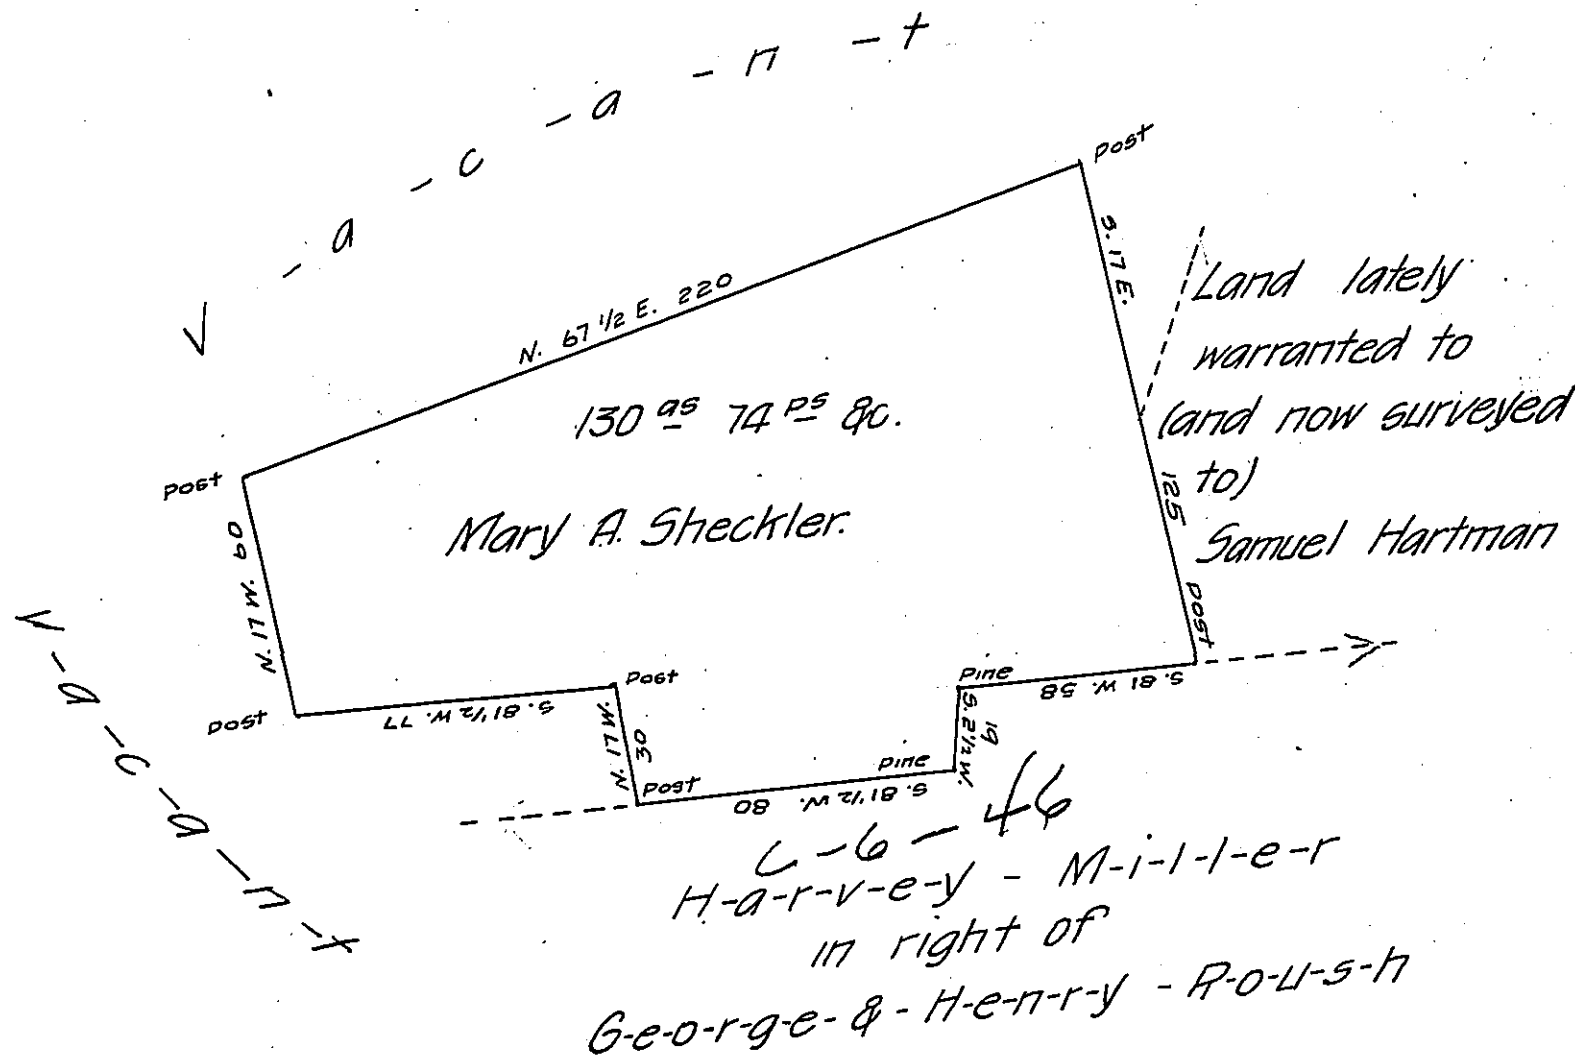 v - a - c - a - n - t
Post
N. 67 1/2 E. 220
S. 17 E.
125
Post
Land lately
warranted to
(and now surveyed
to)
Samuel Hartman
130 as 74 ps &c.
Mary A. Sheckler.
Post
N. 17 W. 60
Post
S. 81 1/2 W. 77
Post
N. 17 W.
30
Post
S. 81 1/2 W. 80
Pine
S. 2 1/2 W.
19
Pine
S. 81 W. 58
V-a-c-a-n-t
C-6-46
H-a-r-v-e-y - M-i-l-l-e-r
in right of
G-e-o-r-g-e- & - H-e-n-r-y - R-o-u-s-h